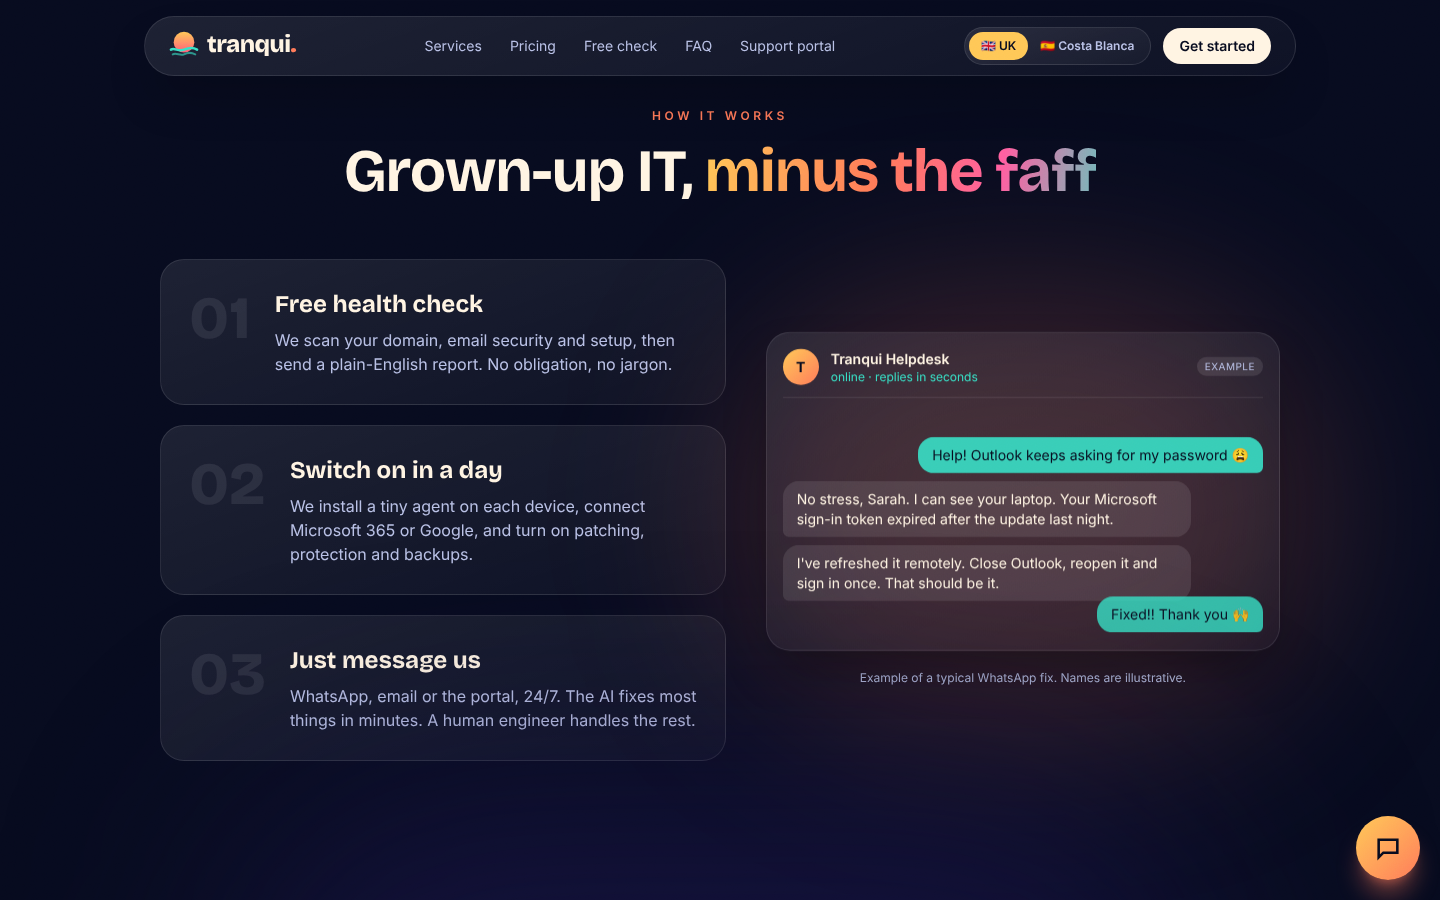 tranqui.
Services
Pricing
Free check
FAQ
Support portal
🇬🇧 UK
🇪🇸 Costa Blanca
Get started
HOW IT WORKS
Grown-up IT, minus the faff
01
Free health check
We scan your domain, email security and setup, then
send a plain-English report. No obligation, no jargon.
02
Switch on in a day
We install a tiny agent on each device, connect
Microsoft 365 or Google, and turn on patching,
protection and backups.
03
Just message us
WhatsApp, email or the portal, 24/7. The AI fixes most
things in minutes. A human engineer handles the rest.
T
Tranqui Helpdesk
online · replies in seconds
EXAMPLE
Help! Outlook keeps asking for my password 😩
No stress, Sarah. I can see your laptop. Your Microsoft
sign-in token expired after the update last night.
I've refreshed it remotely. Close Outlook, reopen it and
sign in once. That should be it.
Fixed!! Thank you 🙌
Example of a typical WhatsApp fix. Names are illustrative.